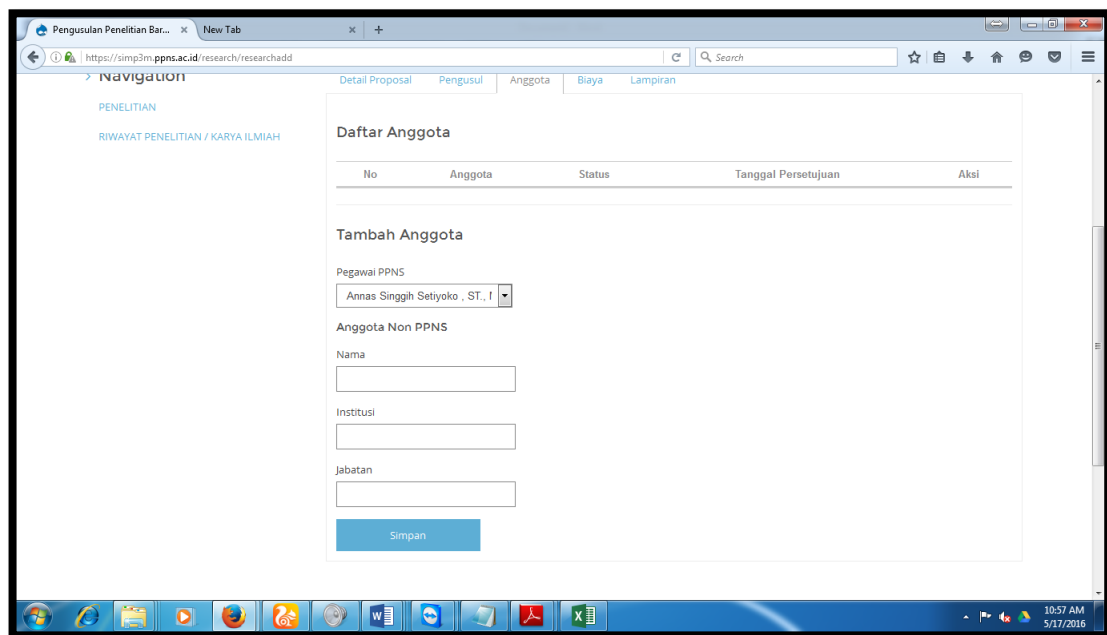 Pengusulan Penelitian Bar... × New Tab × +
https://simp3m.ppns.ac.id/research/researchadd Search
> Navigation
PENELITIAN
RIWAYAT PENELITIAN / KARYA ILMIAH
Detail Proposal Pengusul Anggota Biaya Lampiran
Daftar Anggota
No Anggota Status Tanggal Persetujuan Aksi
Tambah Anggota
Pegawai PPNS
Annas Singgih Setiyoko , ST.,
Anggota Non PPNS
Nama
Institusi
Jabatan
Simpan
10:57 AM
5/17/2016